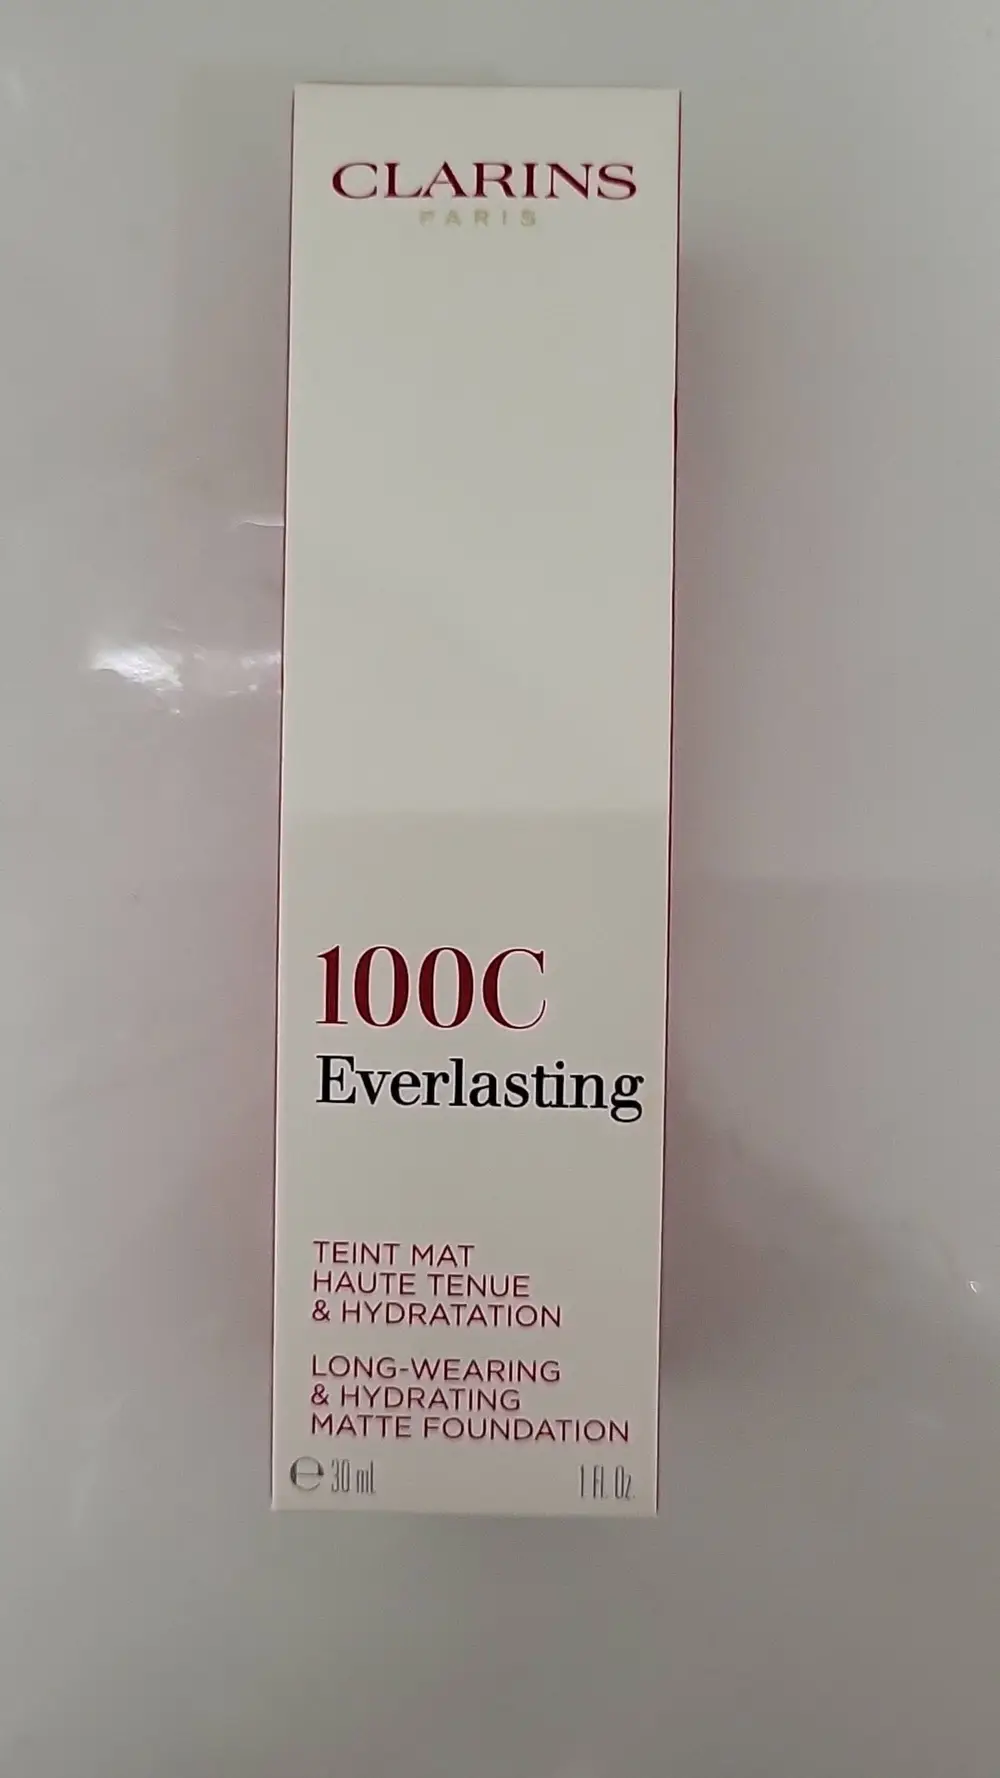 CLARINS
PARIS
100C
Everlasting
TEINT MAT
HAUTE TENUE
& HYDRATATION
LONG-WEARING
& HYDRATING
MATTE FOUNDATION
℮ 30 ml 1 Fl. Oz.